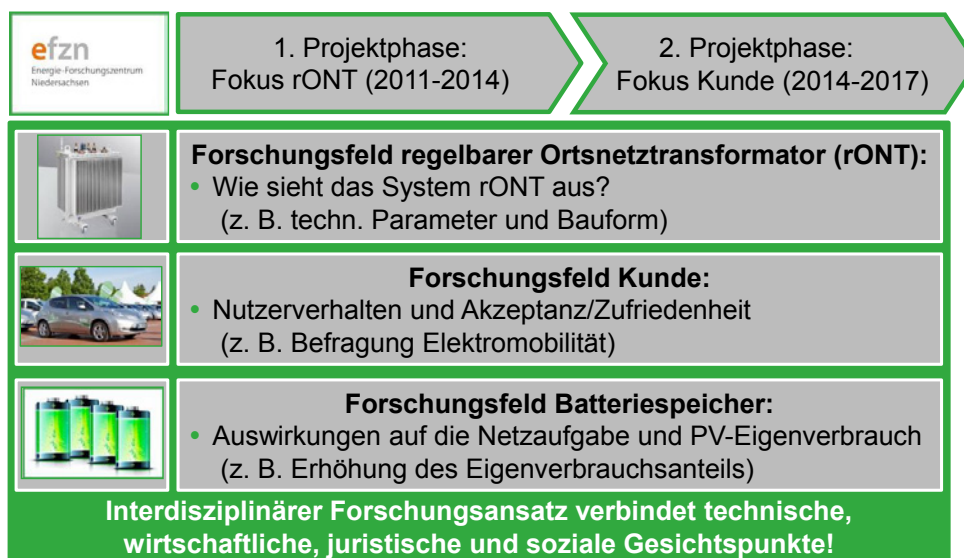 efzn
Energie-Forschungszentrum
Niedersachsen
1. Projektphase:
Fokus rONT (2011-2014)
2. Projektphase:
Fokus Kunde (2014-2017)
Forschungsfeld regelbarer Ortsnetztransformator (rONT):
• Wie sieht das System rONT aus?
(z. B. techn. Parameter und Bauform)
Forschungsfeld Kunde:
• Nutzerverhalten und Akzeptanz/Zufriedenheit
(z. B. Befragung Elektromobilität)
Forschungsfeld Batteriespeicher:
• Auswirkungen auf die Netzaufgabe und PV-Eigenverbrauch
(z. B. Erhöhung des Eigenverbrauchsanteils)
Interdisziplinärer Forschungsansatz verbindet technische,
wirtschaftliche, juristische und soziale Gesichtspunkte!